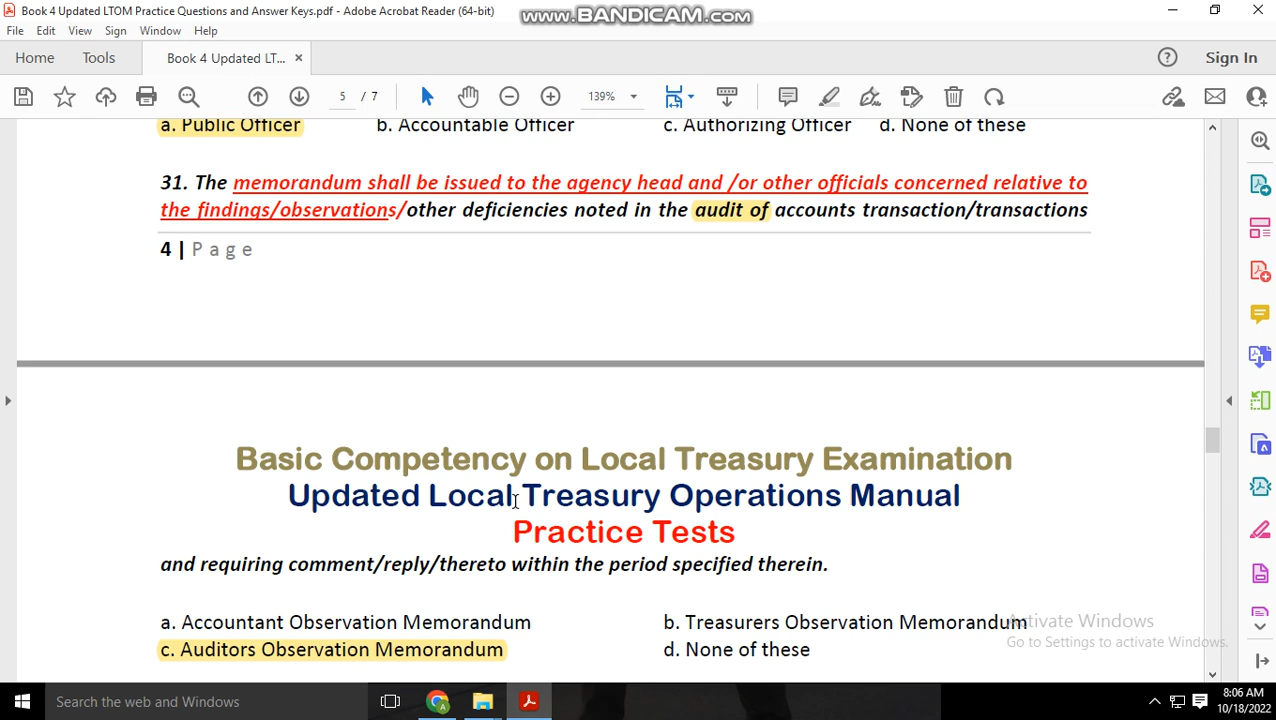 Book 4 Updated LTOM Practice Questions and Answer Keys.pdf - Adobe Acrobat Reader (64-bit)
www.BANDICAM.com
File Edit View Sign Window Help
Home Tools Book 4 Updated LT... × Sign In
5 / 7 139%
a. Public Officer b. Accountable Officer c. Authorizing Officer d. None of these
31. The memorandum shall be issued to the agency head and /or other officials concerned relative to
the findings/observations/other deficiencies noted in the audit of accounts transaction/transactions
4 | Page
Basic Competency on Local Treasury Examination
Updated Local Treasury Operations Manual
Practice Tests
and requiring comment/reply/thereto within the period specified therein.
a. Accountant Observation Memorandum b. Treasurers Observation Memorandum
c. Auditors Observation Memorandum d. None of these
Activate Windows
Go to Settings to activate Windows.
Search the web and Windows
8:06 AM
10/18/2022